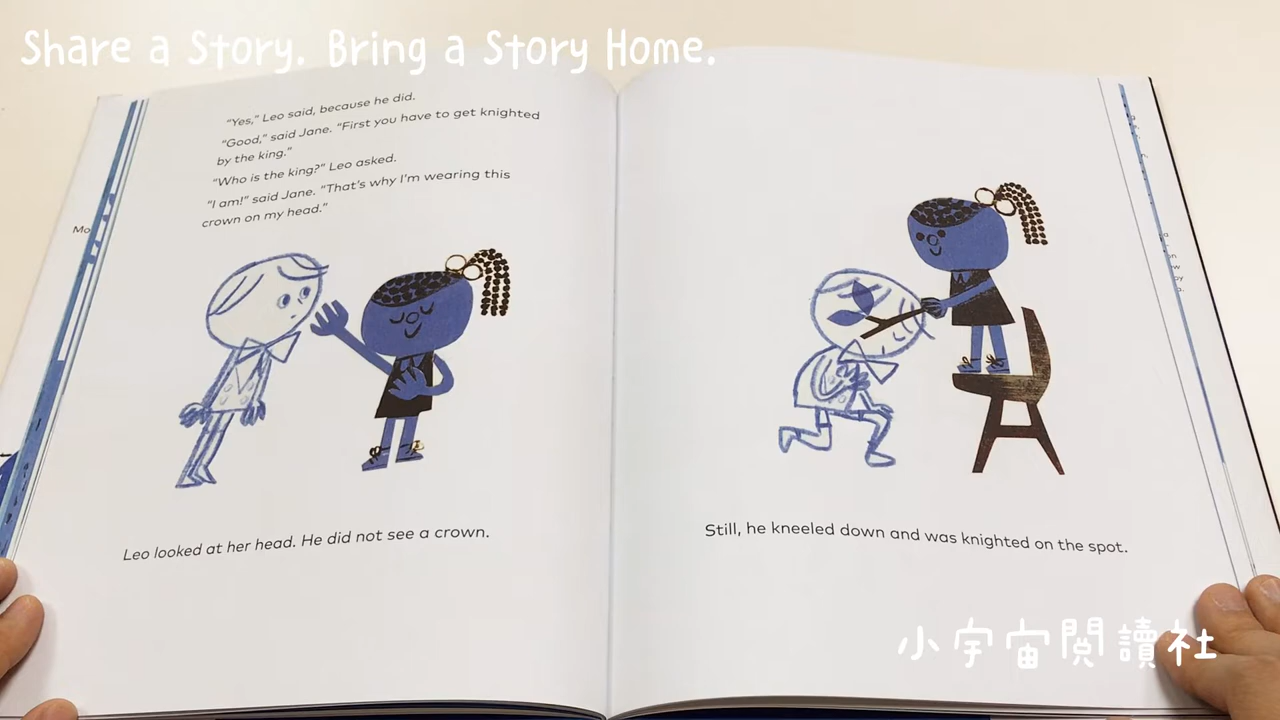 Share a Story. Bring a Story Home.
"Yes," Leo said, because he did.
"Good," said Jane. "First you have to get knighted
by the king."
"Who is the king?" Leo asked.
"I am!" said Jane. "That's why I'm wearing this
crown on my head."
Mo
Leo looked at her head. He did not see a crown.
Still, he kneeled down and was knighted on the spot.
小宇宙閱讀社